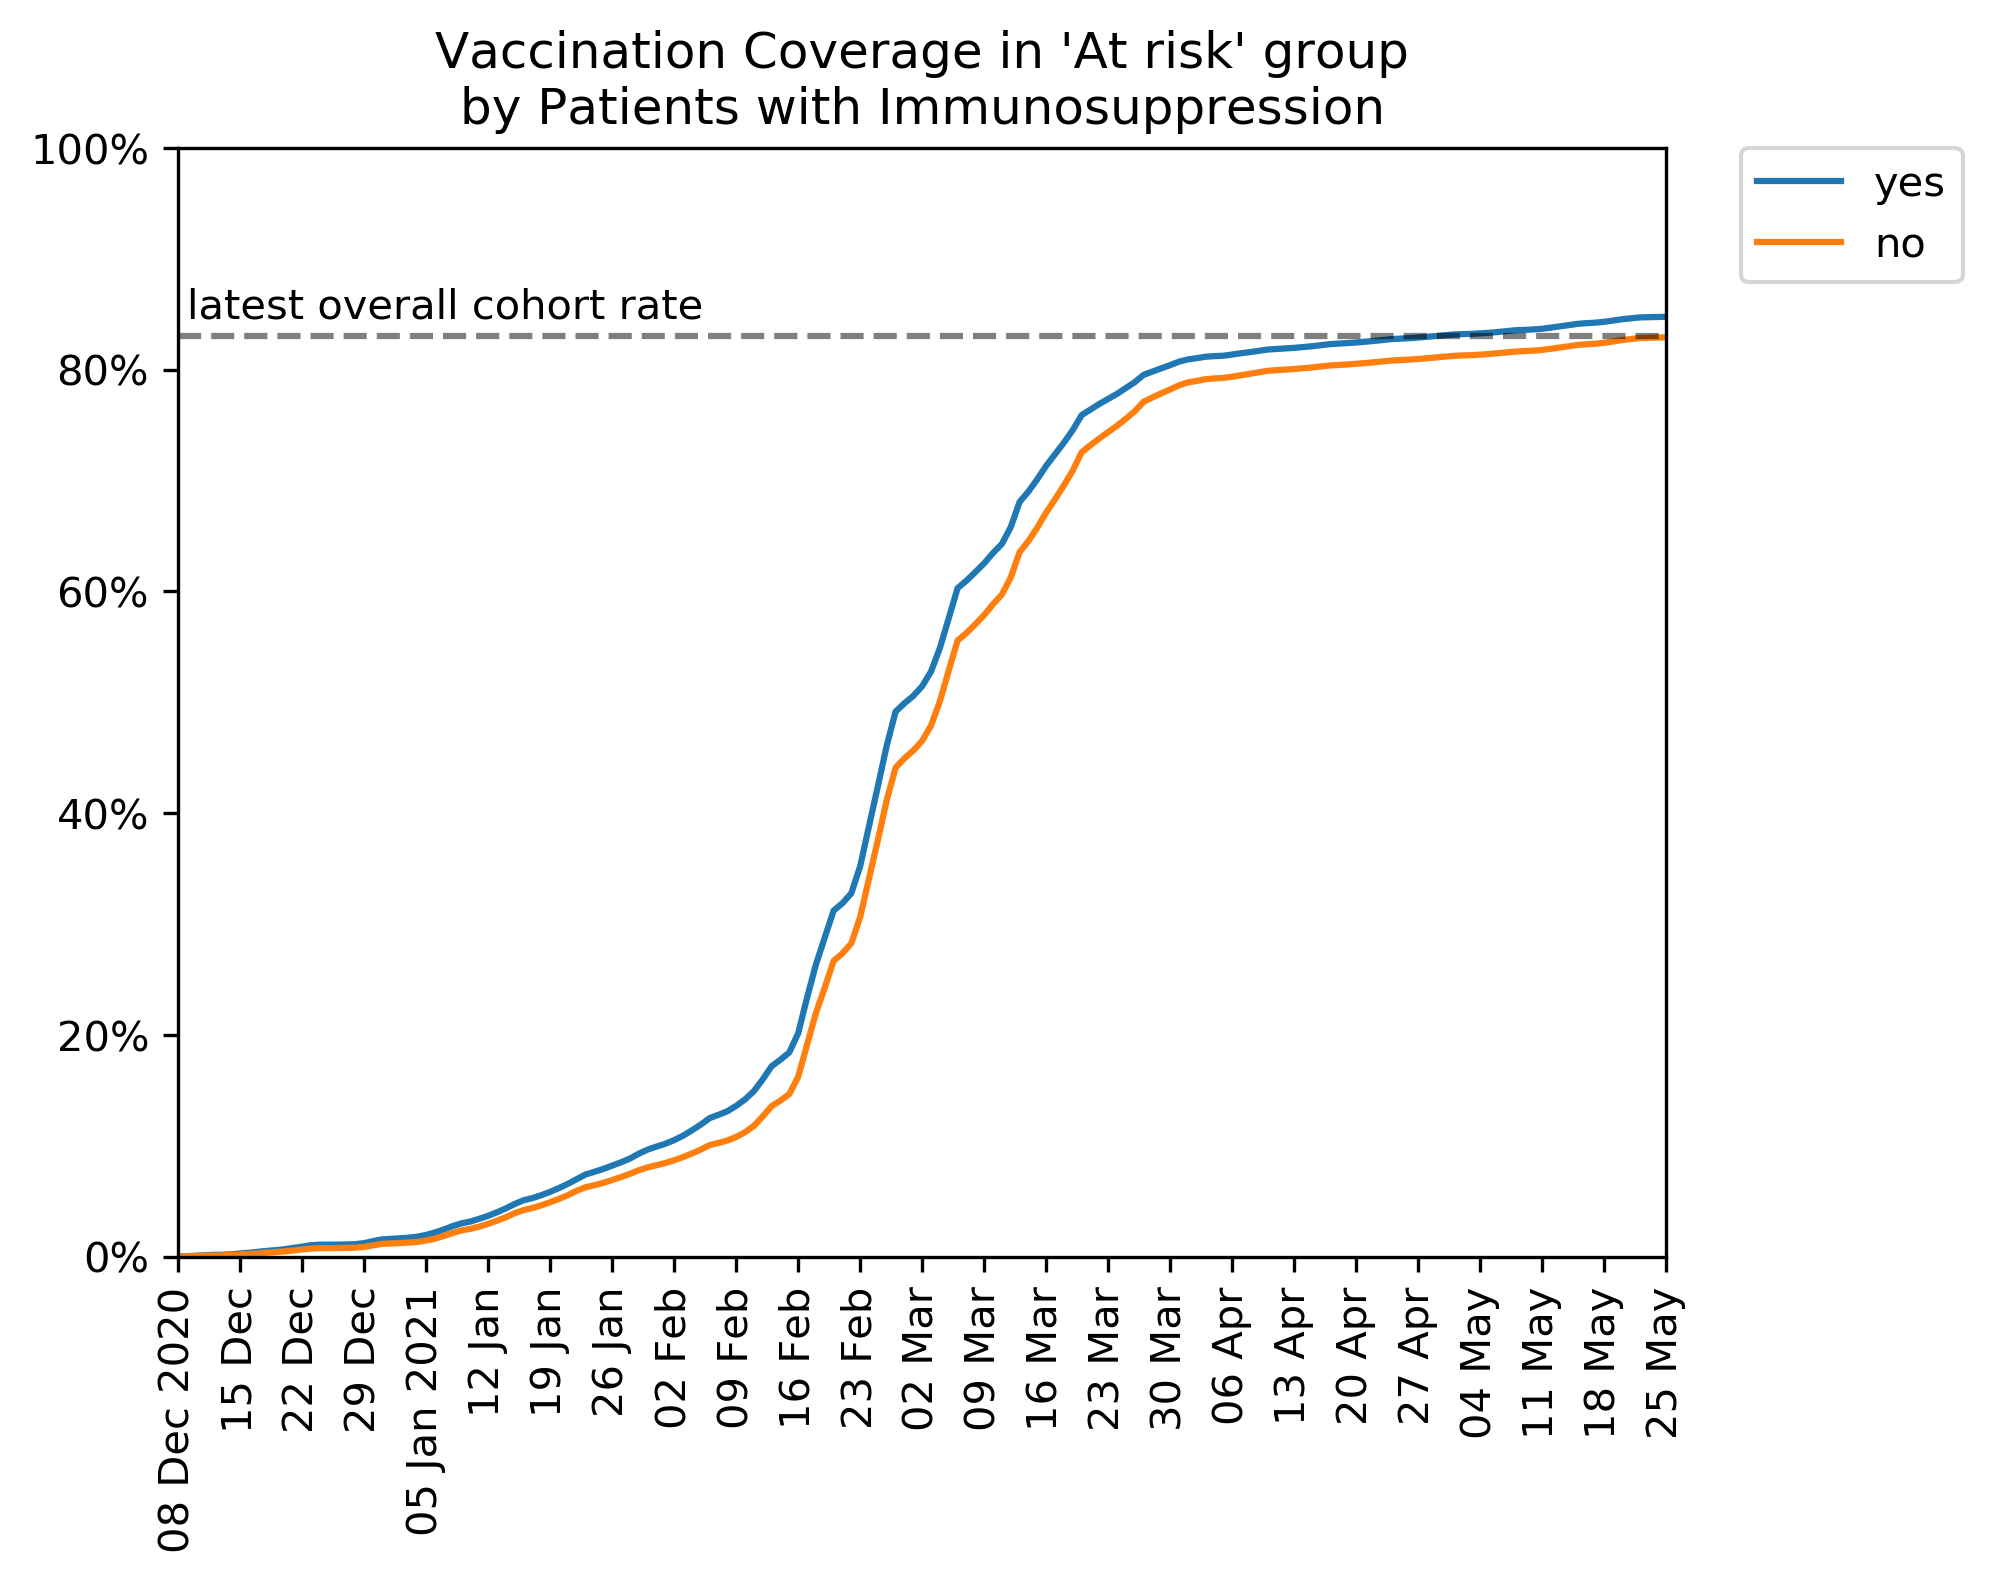 Vaccination Coverage in 'At risk' group
by Patients with Immunosuppression
100%
80%
60%
40%
20%
0%
latest overall cohort rate
yes
no
08 Dec 2020
15 Dec
22 Dec
29 Dec
05 Jan 2021
12 Jan
19 Jan
26 Jan
02 Feb
09 Feb
16 Feb
23 Feb
02 Mar
09 Mar
16 Mar
23 Mar
30 Mar
06 Apr
13 Apr
20 Apr
27 Apr
04 May
11 May
18 May
25 May